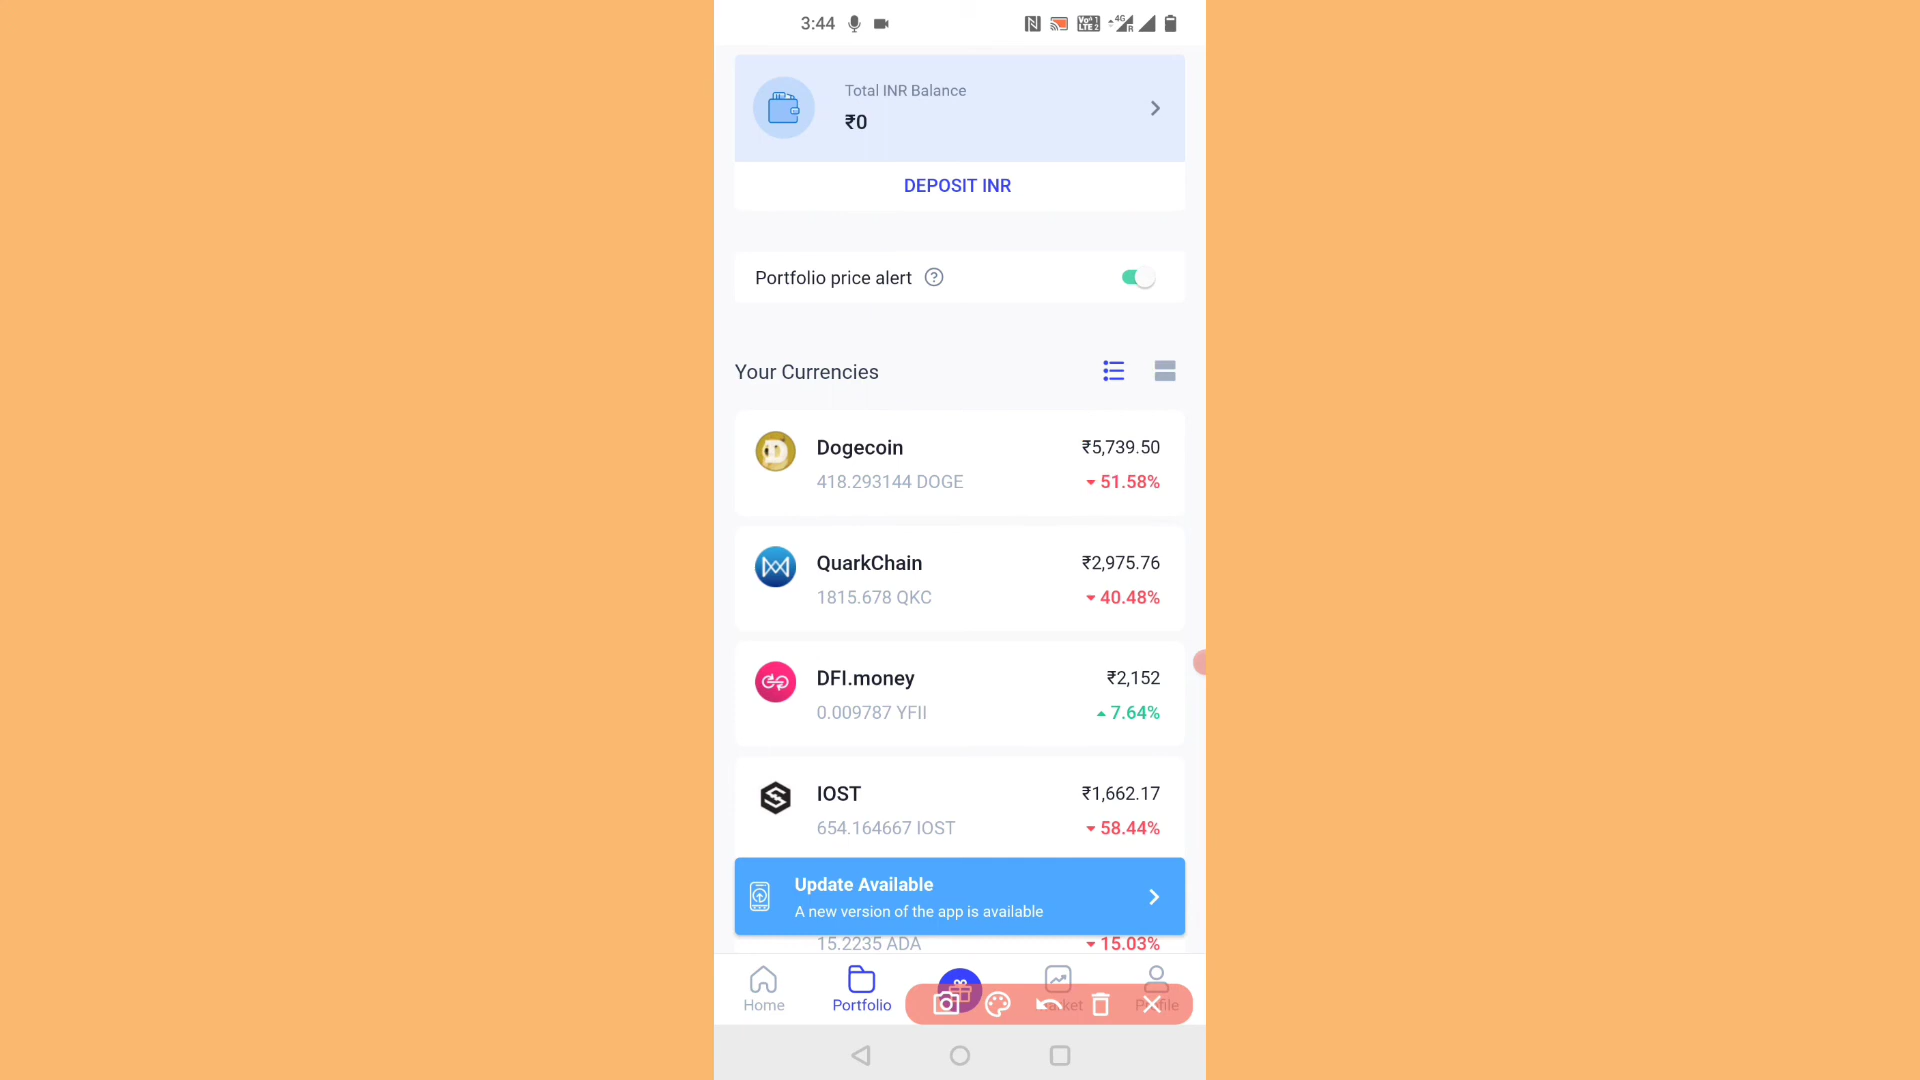 3:44
Total INR Balance
₹0
DEPOSIT INR
Portfolio price alert
Your Currencies
Dogecoin ₹5,739.50
418.293144 DOGE 51.58%
QuarkChain ₹2,975.76
1815.678 QKC 40.48%
DFI.money ₹2,152
0.009787 YFII 7.64%
IOST ₹1,662.17
654.164667 IOST 58.44%
Update Available
A new version of the app is available
15.2235 ADA 15.03%
Home Portfolio